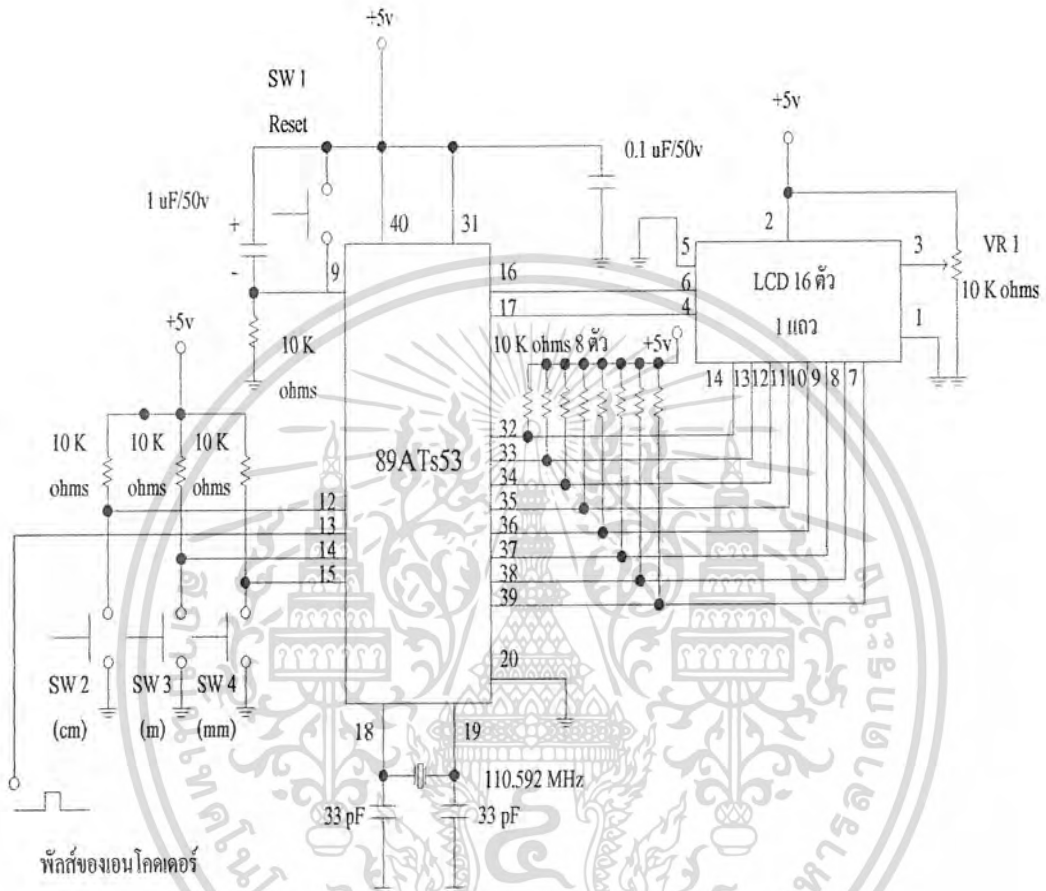 +5v
SW 1
Reset
+5v
0.1 uF/50v
1 uF/50v
+
-
40
31
2
9
5
3
VR 1
16
6
LCD 16 ตัว
10 K ohms
17
4
1 แถว
1
+5v
10 K
ohms
10 K ohms 8 ตัว
+5v
14
13
12
11
10
9
8
7
10 K
10 K
10 K
ohms
ohms
ohms
89ATs53
32
33
34
35
36
37
38
39
12
13
14
15
20
SW 2
SW 3
SW 4
(cm)
(m)
(mm)
18
19
110.592 MHz
33 pF
33 pF
พัลส์ของเอนโคดเดอร์